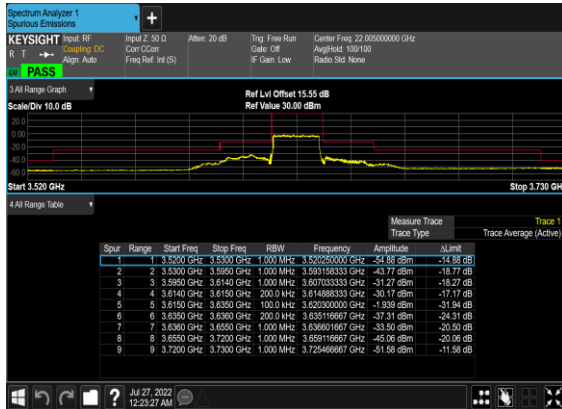 Spectrum Analyzer 1
Spurious Emissions
KEYSIGHT Input: RF Input Z: 50 Ω Atten: 20 dB Trig: Free Run Center Freq: 22.005000000 GHz
R T Coupling: DC Corr CCorr Gate: Off Avg|Hold: 100/100
Align: Auto Freq Ref: Int (S) IF Gain: Low Radio Std: None
PASS
3 All Range Graph
Ref Lvl Offset 15.55 dB
Scale/Div 10.0 dB Ref Value 30.00 dBm
20.0
0.00
-20.0
-40.0
-60.0
Start 3.520 GHz Stop 3.730 GH
4 All Range Table
Measure Trace Trace 1
Trace Type Trace Average (Active)
Spur Range Start Freq Stop Freq RBW Frequency Amplitude ΔLimit
1 1 3.5200 GHz 3.5300 GHz 1.000 MHz 3.520250000 GHz -54.88 dBm -14.88 dB
2 2 3.5300 GHz 3.5950 GHz 1.000 MHz 3.593158333 GHz -43.77 dBm -18.77 dB
3 3 3.5950 GHz 3.6140 GHz 1.000 MHz 3.607033333 GHz -31.27 dBm -18.27 dB
4 4 3.6140 GHz 3.6150 GHz 200.0 kHz 3.614888333 GHz -30.17 dBm -17.17 dB
5 5 3.6150 GHz 3.6350 GHz 100.0 kHz 3.620300000 GHz -1.939 dBm -31.94 dB
6 6 3.6350 GHz 3.6360 GHz 200.0 kHz 3.635116667 GHz -37.31 dBm -24.31 dB
7 7 3.6360 GHz 3.6550 GHz 1.000 MHz 3.636601667 GHz -33.50 dBm -20.50 dB
8 8 3.6550 GHz 3.7200 GHz 1.000 MHz 3.659116667 GHz -45.06 dBm -20.06 dB
9 9 3.7200 GHz 3.7300 GHz 1.000 MHz 3.725466667 GHz -51.58 dBm -11.58 dB
Jul 27, 2022
12:23:27 AM